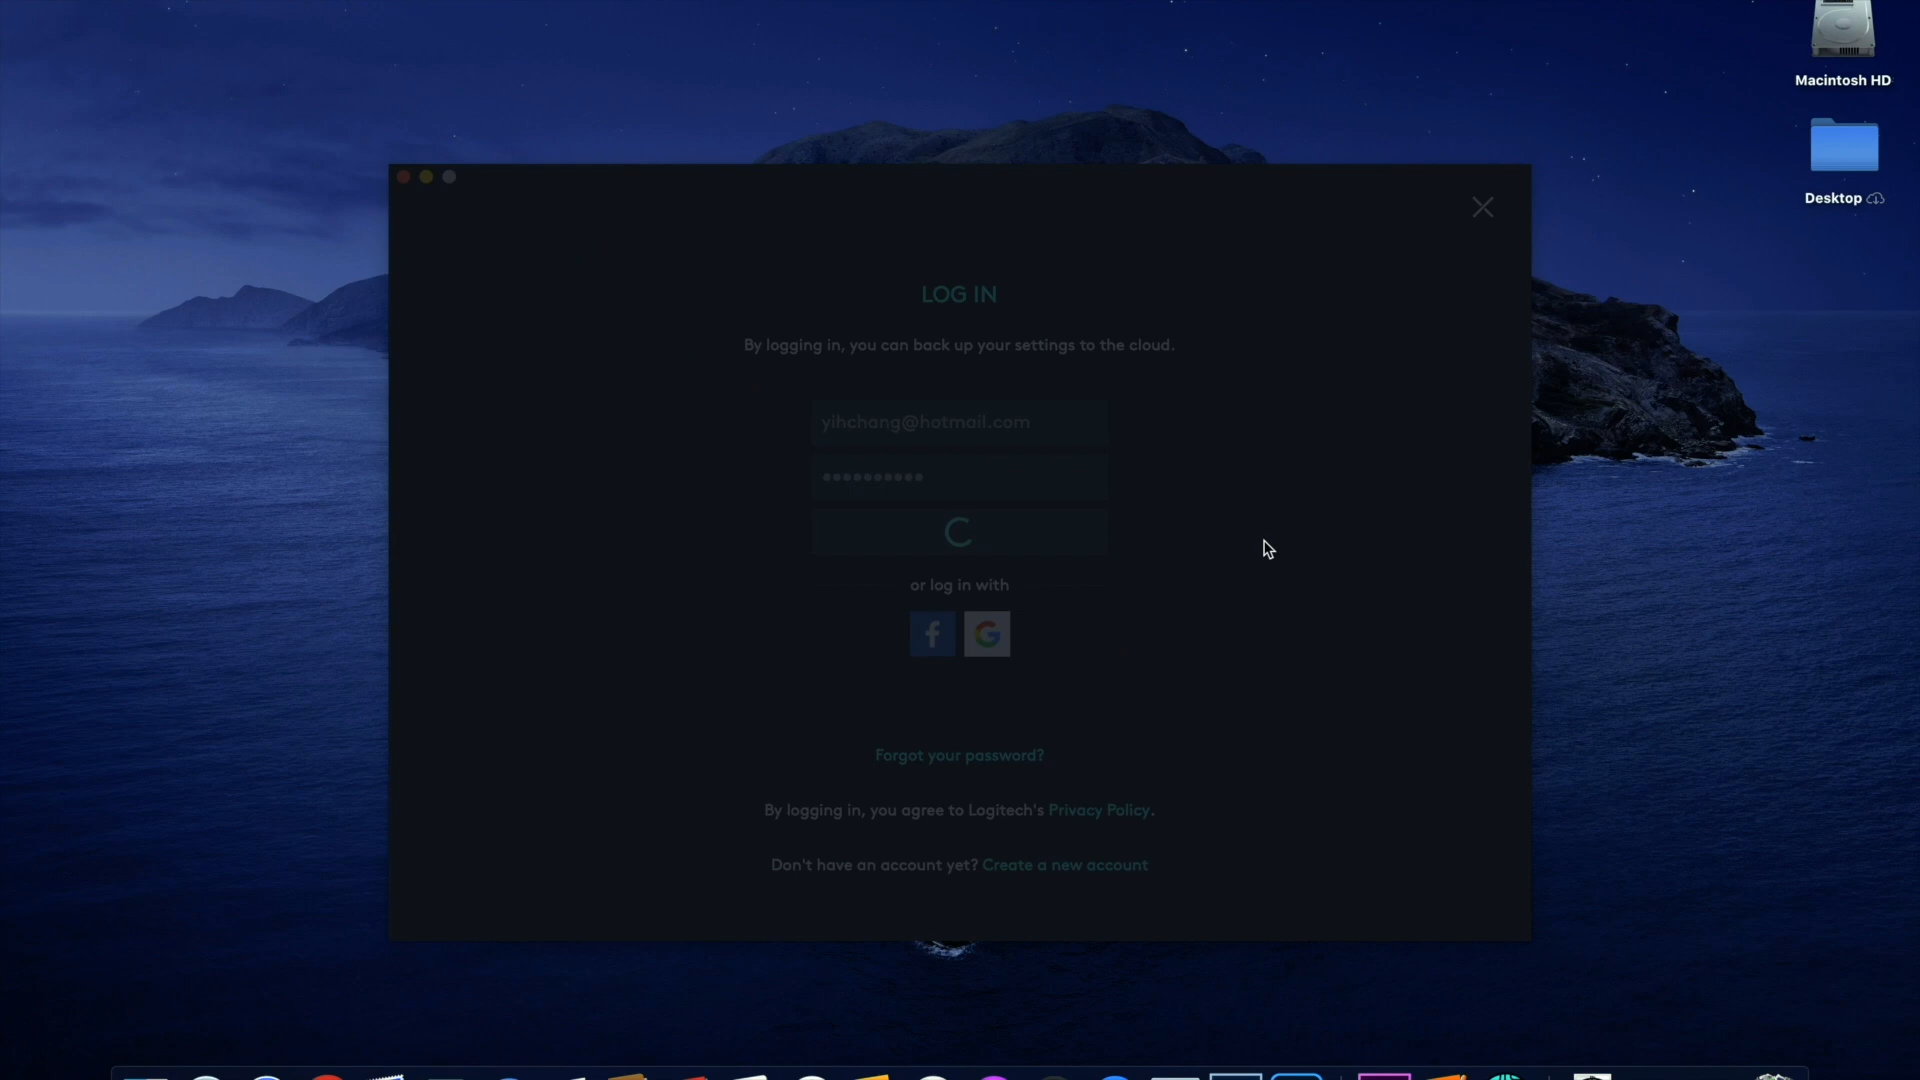 Macintosh HD
Desktop
LOG IN
By logging in, you can back up your settings to the cloud.
yihchang@hotmail.com
••••••••••
or log in with
f G
Forgot your password?
By logging in, you agree to Logitech's Privacy Policy.
Don't have an account yet? Create a new account